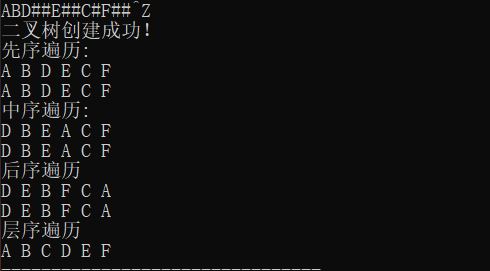 ABD##E##C#F##^Z
二叉树创建成功!
先序遍历:
A B D E C F
A B D E C F
中序遍历:
D B E A C F
D B E A C F
后序遍历
D E B F C A
D E B F C A
层序遍历
A B C D E F
--------------------------------